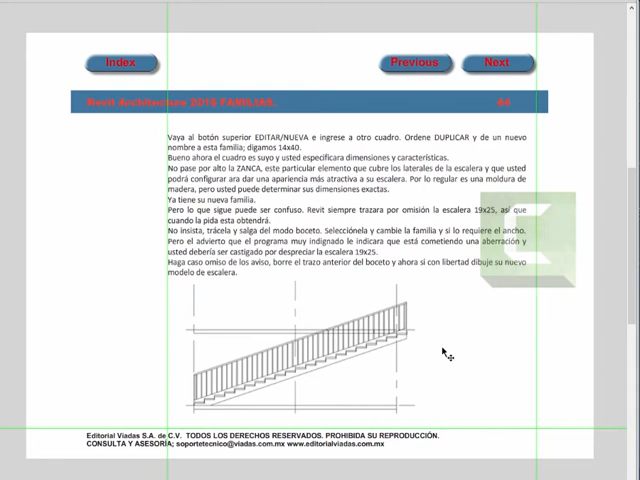 Index
Previous
Next
Revit Architecture 2016 FAMILIAS.
64
Vaya al botón superior EDITAR/NUEVA e ingrese a otro cuadro. Ordene DUPLICAR y de un nuevo
nombre a esta familia; digamos 14x40.
Bueno ahora el cuadro es suyo y usted especificara dimensiones y características.
No pase por alto la ZANCA, este particular elemento que cubre los laterales de la escalera y que usted
podrá configurar ara dar una apariencia más atractiva a su escalera. Por lo regular es una moldura de
madera, pero usted puede determinar sus dimensiones exactas.
Ya tiene su nueva familia.
Pero lo que sigue puede ser confuso. Revit siempre trazara por omisión la escalera 19x25, así que
cuando la pida esta obtendrá.
No insista, trácela y salga del modo boceto. Selecciónela y cambie la familia y si lo requiere el ancho.
Pero el advierto que el programa muy indignado le indicara que está cometiendo una aberración y
usted debería ser castigado por despreciar la escalera 19x25.
Haga caso omiso de los aviso, borre el trazo anterior del boceto y ahora si con libertad dibuje su nuevo
modelo de escalera.
Editorial Viadas S.A. de C.V. TODOS LOS DERECHOS RESERVADOS. PROHIBIDA SU REPRODUCCIÓN.
CONSULTA Y ASESORÍA; soportetecnico@viadas.com.mx www.editorialviadas.com.mx